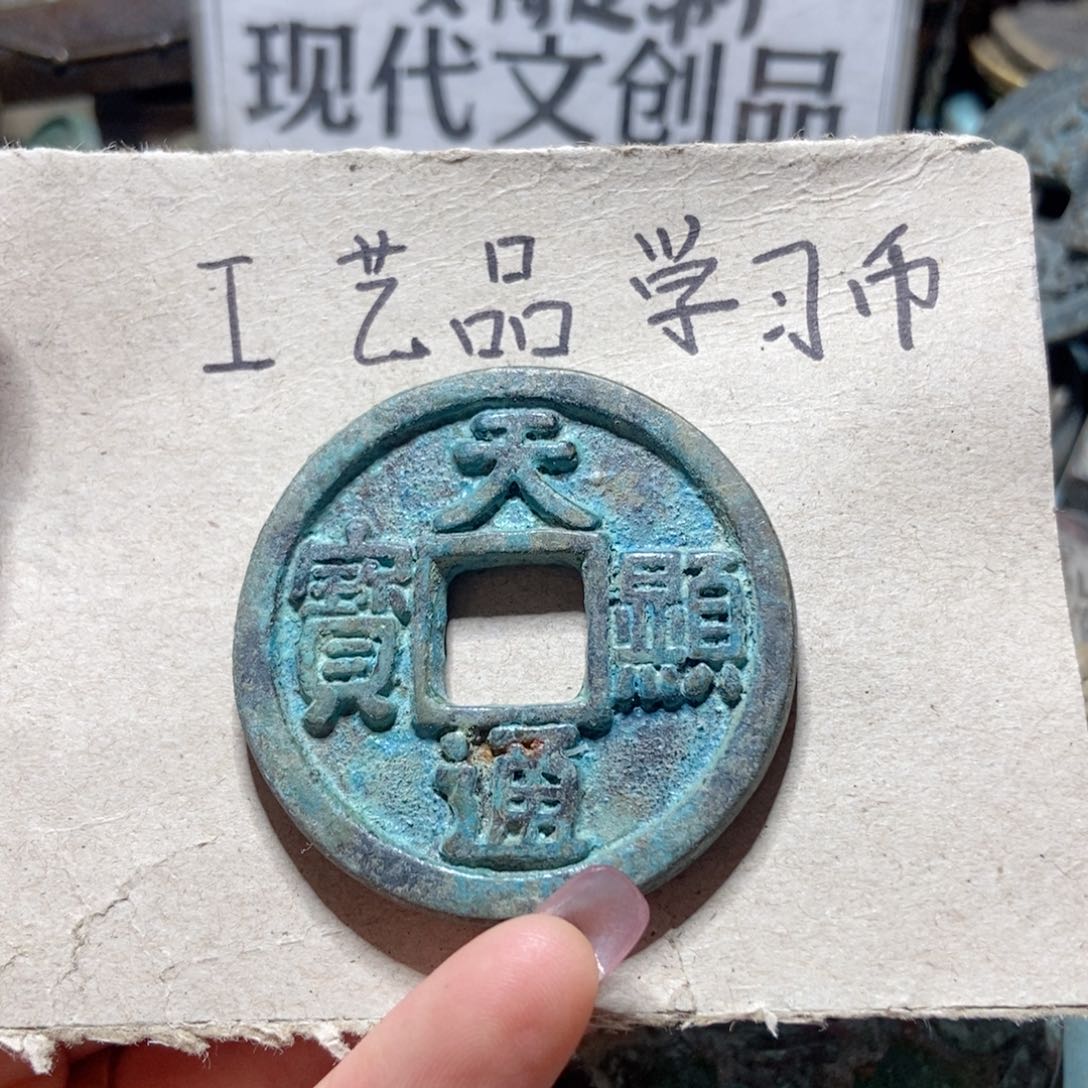 现代文创品
工艺品 学习币
天顯通寶